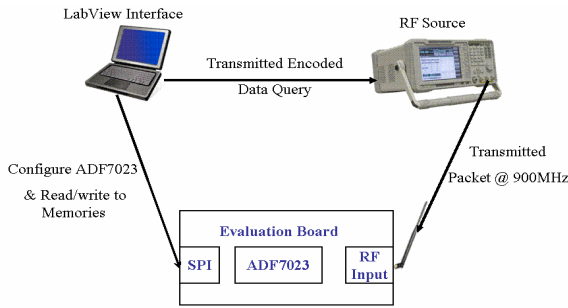 LabView Interface
RF Source
Transmitted Encoded
Data Query
Configure ADF7023
& Read/write to
Memories
Transmitted
Packet @ 900MHz
Evaluation Board
SPI
ADF7023
RF
Input